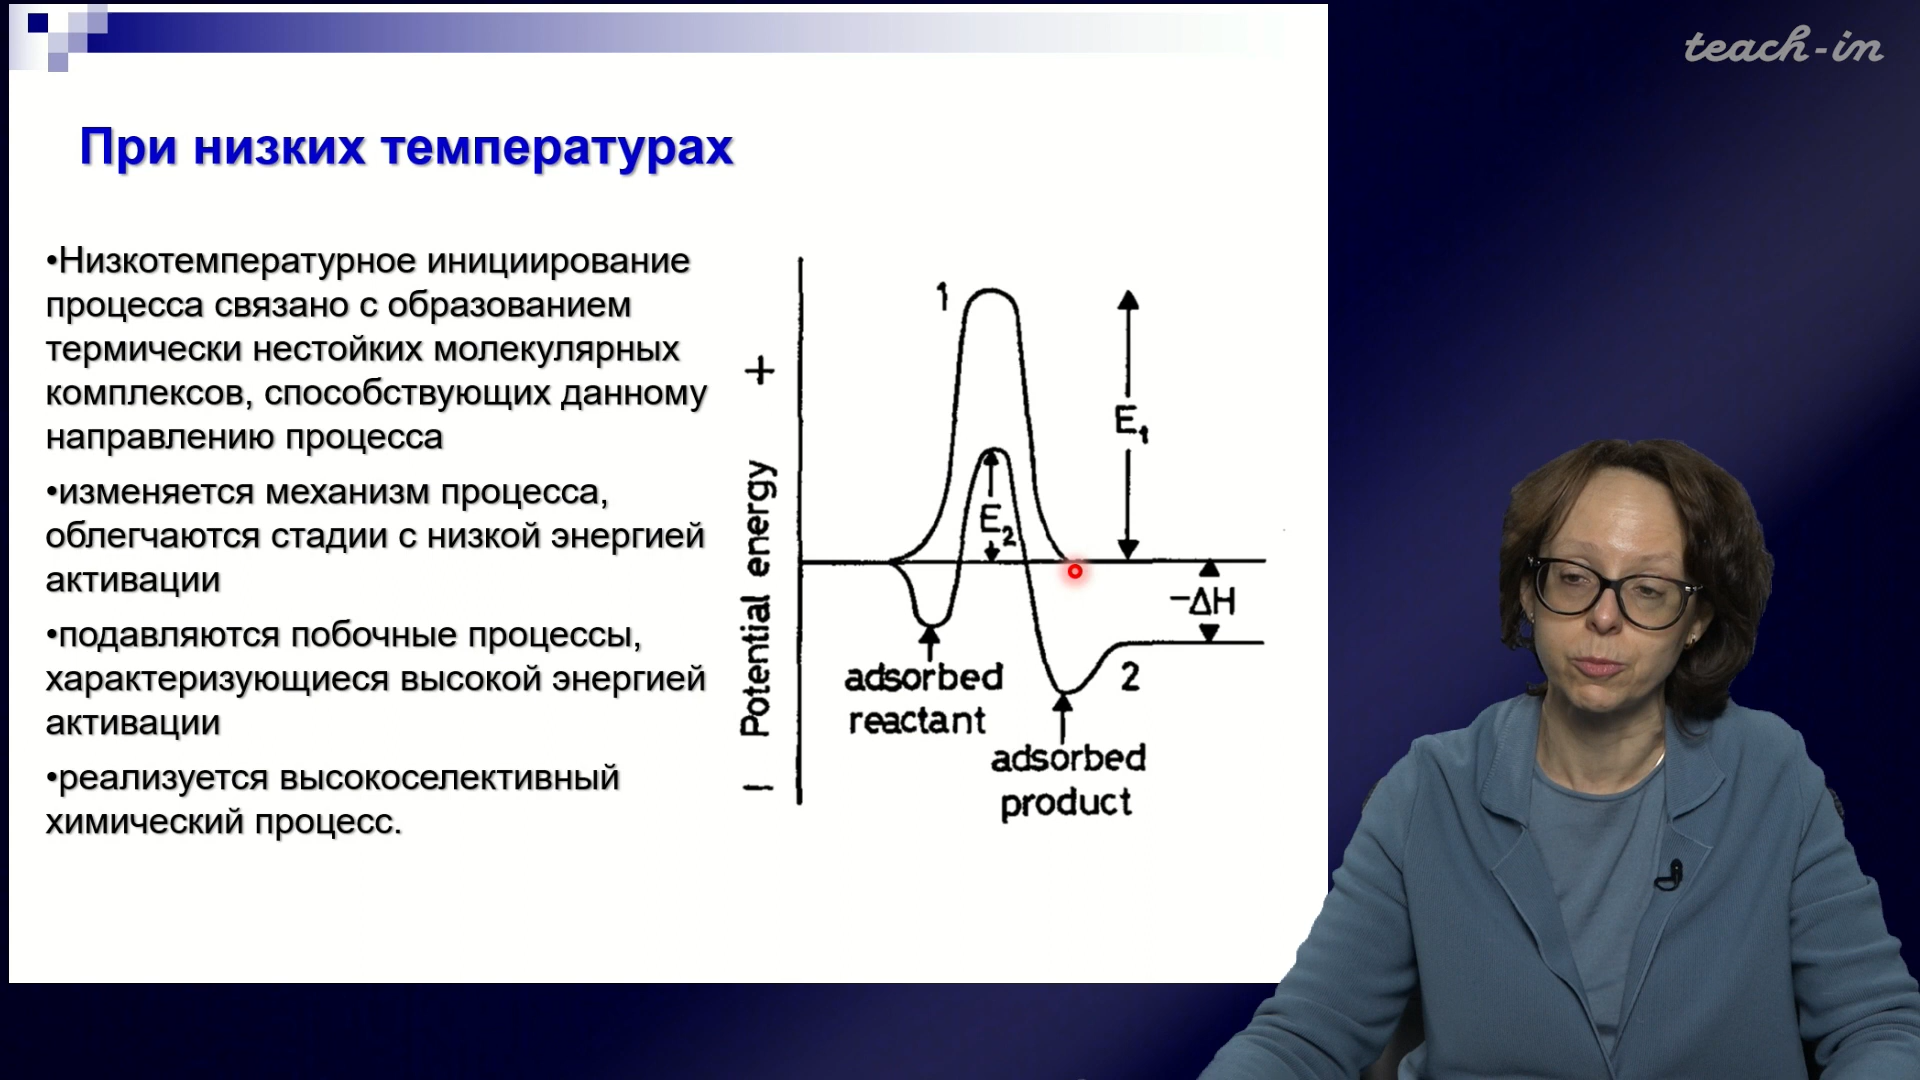 teach-in
При низких температурах
•Низкотемпературное инициирование
процесса связано с образованием
термически нестойких молекулярных
комплексов, способствующих данному
направлению процесса
•изменяется механизм процесса,
облегчаются стадии с низкой энергией
активации
•подавляются побочные процессы,
характеризующиеся высокой энергией
активации
•реализуется высокоселективный
химический процесс.
− Potential energy +
1
E₁
E₂
−ΔH
2
adsorbed
reactant
adsorbed
product